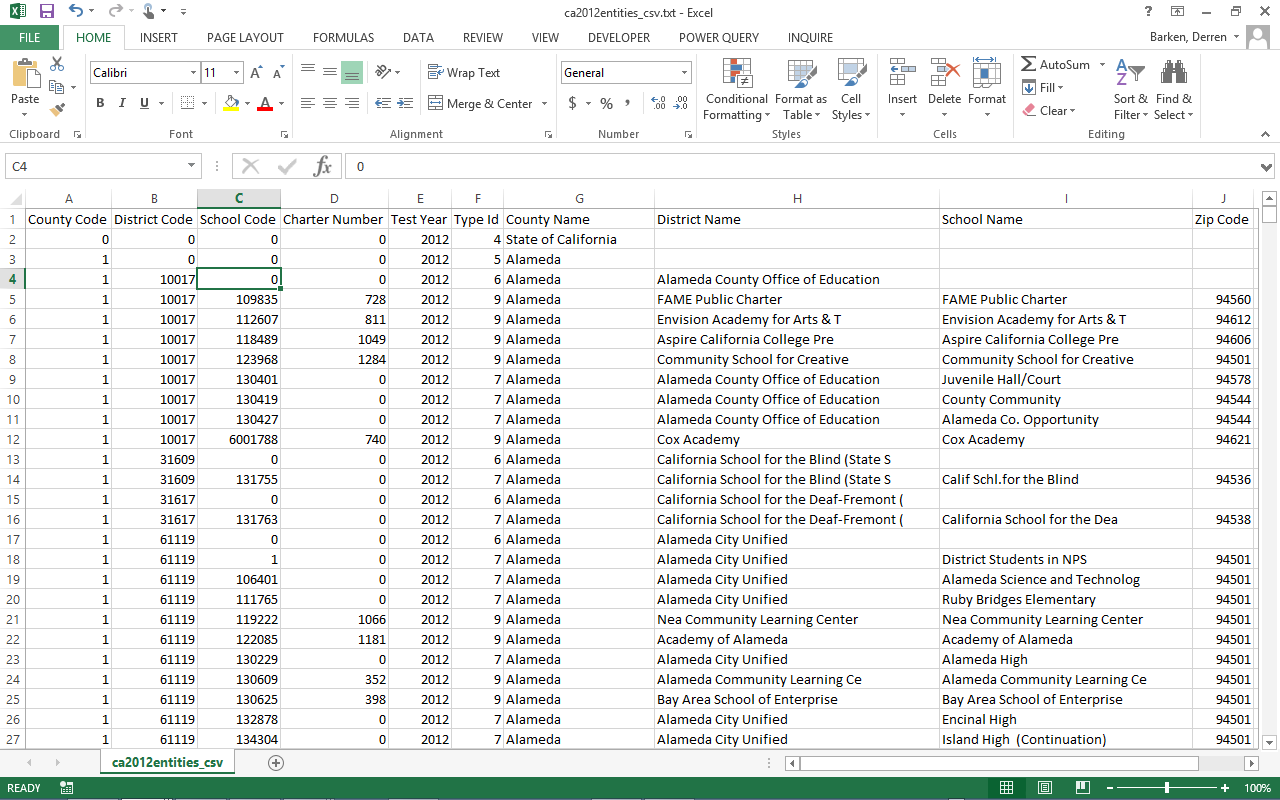 ca2012entities_csv.txt - Excel
?
FILE HOME INSERT PAGE LAYOUT FORMULAS DATA REVIEW VIEW DEVELOPER POWER QUERY INQUIRE Barken, Derren
Calibri 11 Wrap Text General AutoSum
Paste B I U Merge & Center $ % , Conditional Formatting Format as Table Cell Styles Insert Delete Format Fill Clear Sort & Filter Find & Select
Clipboard Font Alignment Number Styles Cells Editing
C4 fx 0
A B C D E F G H I J
1 County Code District Code School Code Charter Number Test Year Type Id County Name District Name School Name Zip Code
2 0 0 0 0 2012 4 State of California
3 1 0 0 0 2012 5 Alameda
4 1 10017 0 0 2012 6 Alameda Alameda County Office of Education
5 1 10017 109835 728 2012 9 Alameda FAME Public Charter FAME Public Charter 94560
6 1 10017 112607 811 2012 9 Alameda Envision Academy for Arts & T Envision Academy for Arts & T 94612
7 1 10017 118489 1049 2012 9 Alameda Aspire California College Pre Aspire California College Pre 94606
8 1 10017 123968 1284 2012 9 Alameda Community School for Creative Community School for Creative 94501
9 1 10017 130401 0 2012 7 Alameda Alameda County Office of Education Juvenile Hall/Court 94578
10 1 10017 130419 0 2012 7 Alameda Alameda County Office of Education County Community 94544
11 1 10017 130427 0 2012 7 Alameda Alameda County Office of Education Alameda Co. Opportunity 94544
12 1 10017 6001788 740 2012 9 Alameda Cox Academy Cox Academy 94621
13 1 31609 0 0 2012 6 Alameda California School for the Blind (State S
14 1 31609 131755 0 2012 7 Alameda California School for the Blind (State S Calif Schl.for the Blind 94536
15 1 31617 0 0 2012 6 Alameda California School for the Deaf-Fremont (
16 1 31617 131763 0 2012 7 Alameda California School for the Deaf-Fremont ( California School for the Dea 94538
17 1 61119 0 0 2012 6 Alameda Alameda City Unified
18 1 61119 1 0 2012 7 Alameda Alameda City Unified District Students in NPS 94501
19 1 61119 106401 0 2012 7 Alameda Alameda City Unified Alameda Science and Technolog 94501
20 1 61119 111765 0 2012 7 Alameda Alameda City Unified Ruby Bridges Elementary 94501
21 1 61119 119222 1066 2012 9 Alameda Nea Community Learning Center Nea Community Learning Center 94501
22 1 61119 122085 1181 2012 9 Alameda Academy of Alameda Academy of Alameda 94501
23 1 61119 130229 0 2012 7 Alameda Alameda City Unified Alameda High 94501
24 1 61119 130609 352 2012 9 Alameda Alameda Community Learning Ce Alameda Community Learning Ce 94501
25 1 61119 130625 398 2012 9 Alameda Bay Area School of Enterprise Bay Area School of Enterprise 94501
26 1 61119 132878 0 2012 7 Alameda Alameda City Unified Encinal High 94501
27 1 61119 134304 0 2012 7 Alameda Alameda City Unified Island High (Continuation) 94501
ca2012entities_csv
READY 100%